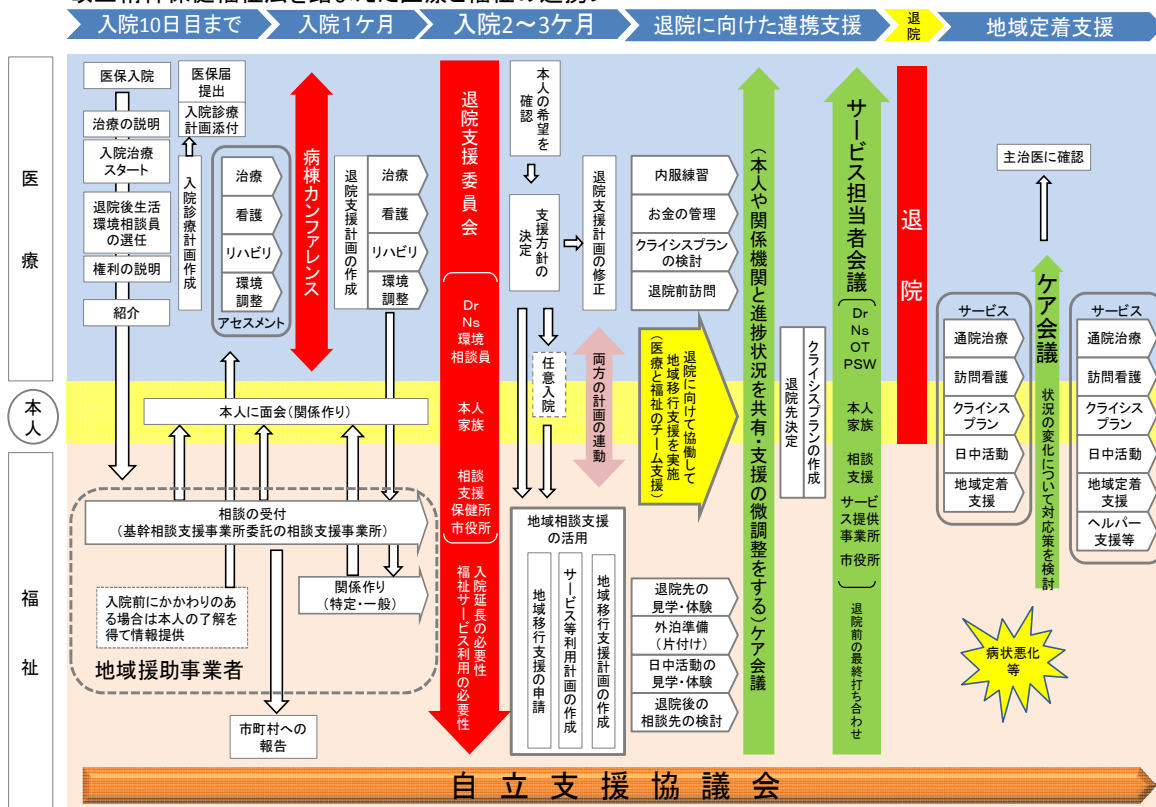 入院10日目まで
入院1ケ月
入院2～3ケ月
退院に向けた連携支援
退
院
地域定着支援
医
療
本
人
福
祉
医保入院
治療の説明
入院治療
スタート
退院後生活
環境相談員
の選任
権利の説明
紹介
医保届
提出
入院診療
計画添付
入院診療計画作成
治療
看護
リハビリ
環境
調整
アセスメント
病棟カンファレンス
退院支援計画の作成
治療
看護
リハビリ
環境
調整
退院支援委員会
Dr
Ns
環境
相談員
本人
家族
相談
支援
保健所
市役所
入院延長の必要性
福祉サービス利用の必要性
本人の希望を
確認
支援方針の
決定
退院支援計画の修正
任意入院
両方の計画の連動
内服練習
お金の管理
クライシスプラン
の検討
退院前訪問
退院に向けて協働して
地域移行支援を実施
(医療と福祉のチーム支援)
(本人や関係機関と進捗状況を共有・支援の微調整をする)ケア会議
退院先決定
クライシスプランの作成
サービス担当者会議
Dr
Ns
OT
PSW
本人
家族
相談
支援
サービ
ス提供
事業所
市役所
退院前の最終打ち合わせ
退院
主治医に確認
サービス
通院治療
訪問看護
クライシス
プラン
日中活動
地域定着
支援
ケア会議
状況の変化について対応策を検討
サービス
通院治療
訪問看護
クライシス
プラン
日中活動
地域定着
支援
ヘルパー
支援等
本人に面会(関係作り)
相談の受付
(基幹相談支援事業所委託の相談支援事業所)
関係作り
(特定・一般)
入院前にかかわりのあ
る場合は本人の了解を
得て情報提供
地域援助事業者
市町村への
報告
地域相談支援
の活用
地域移行支援の申請
サービス等利用計画の作成
地域移行支援計画の作成
退院先の
見学・体験
外泊準備
(片付け)
日中活動の
見学・体験
退院後の
相談先の検討
病状悪化
等
自立支援協議会